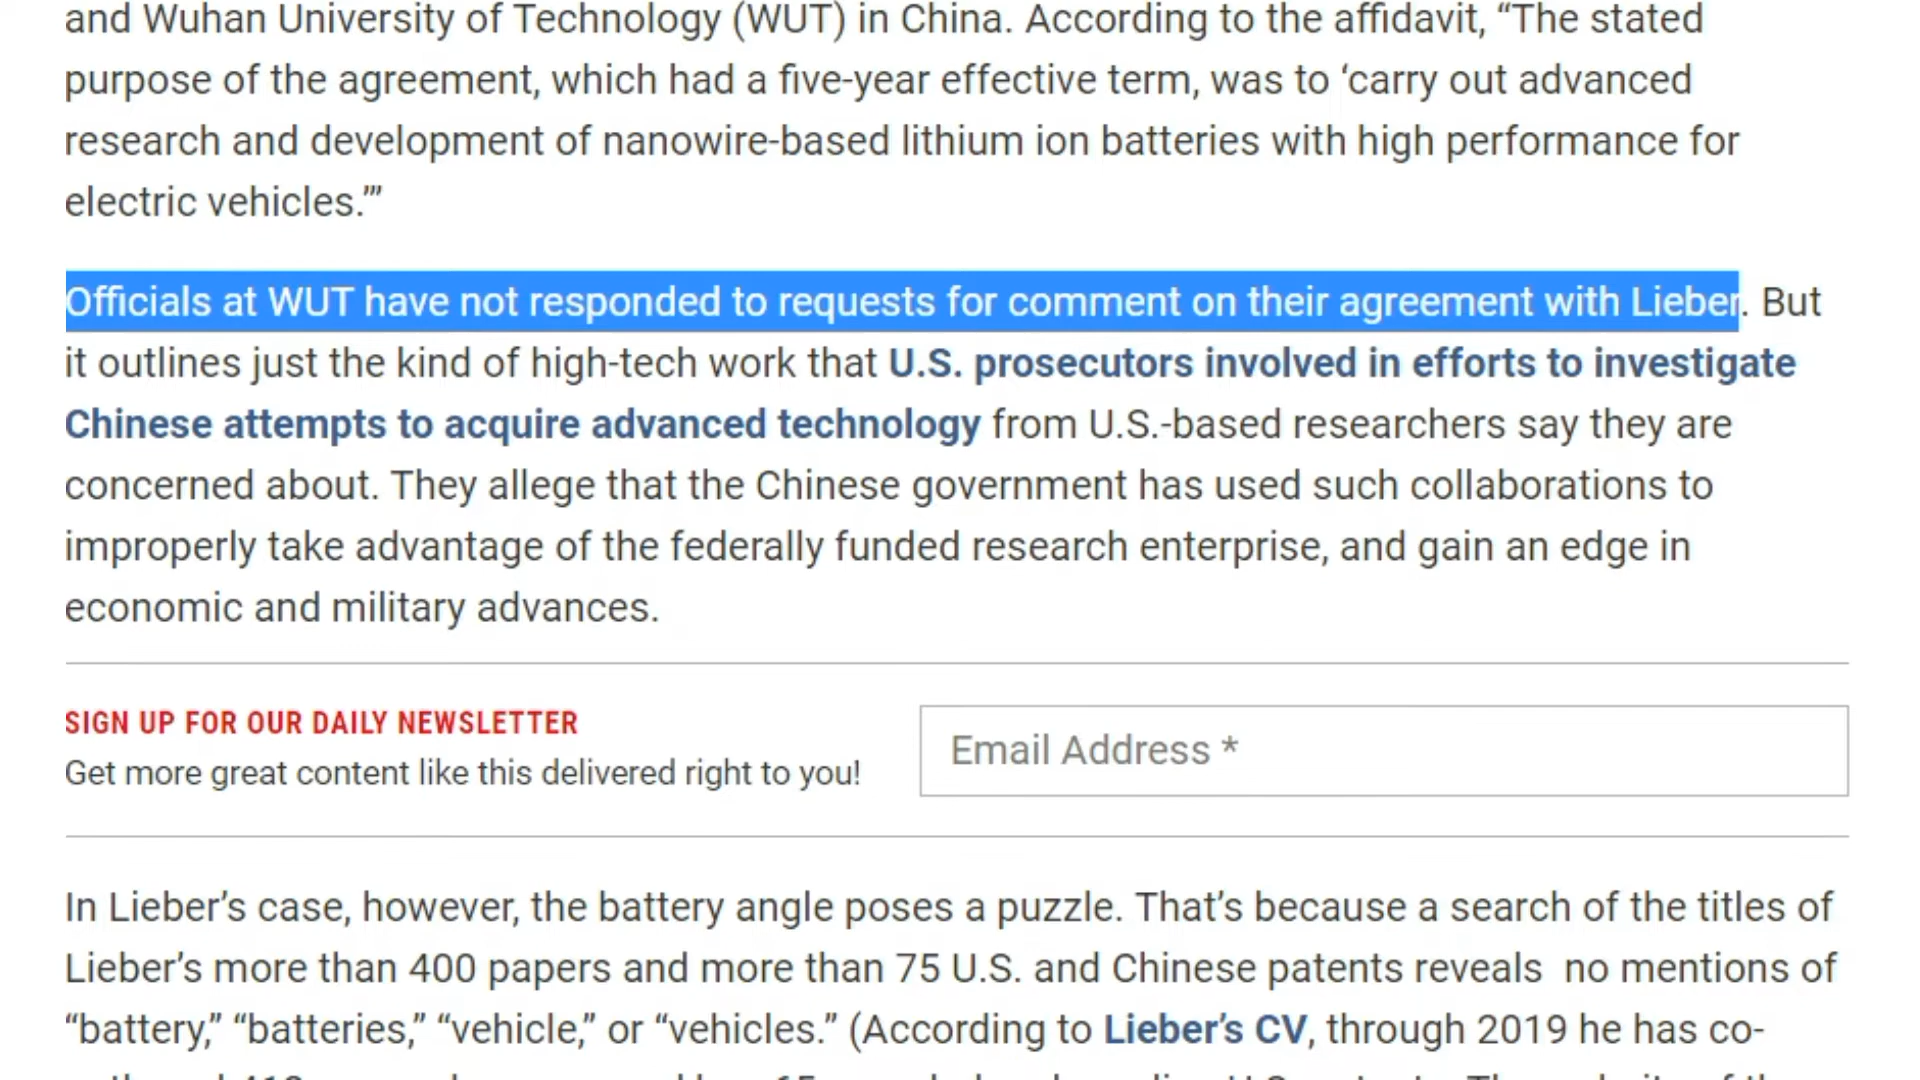 and Wuhan University of Technology (WUT) in China. According to the affidavit, “The stated
purpose of the agreement, which had a five-year effective term, was to ‘carry out advanced
research and development of nanowire-based lithium ion batteries with high performance for
electric vehicles.’”
Officials at WUT have not responded to requests for comment on their agreement with Lieber. But
it outlines just the kind of high-tech work that U.S. prosecutors involved in efforts to investigate
Chinese attempts to acquire advanced technology from U.S.-based researchers say they are
concerned about. They allege that the Chinese government has used such collaborations to
improperly take advantage of the federally funded research enterprise, and gain an edge in
economic and military advances.
SIGN UP FOR OUR DAILY NEWSLETTER
Get more great content like this delivered right to you!
Email Address *
In Lieber’s case, however, the battery angle poses a puzzle. That’s because a search of the titles of
Lieber’s more than 400 papers and more than 75 U.S. and Chinese patents reveals  no mentions of
“battery,” “batteries,” “vehicle,” or “vehicles.” (According to Lieber’s CV, through 2019 he has co-